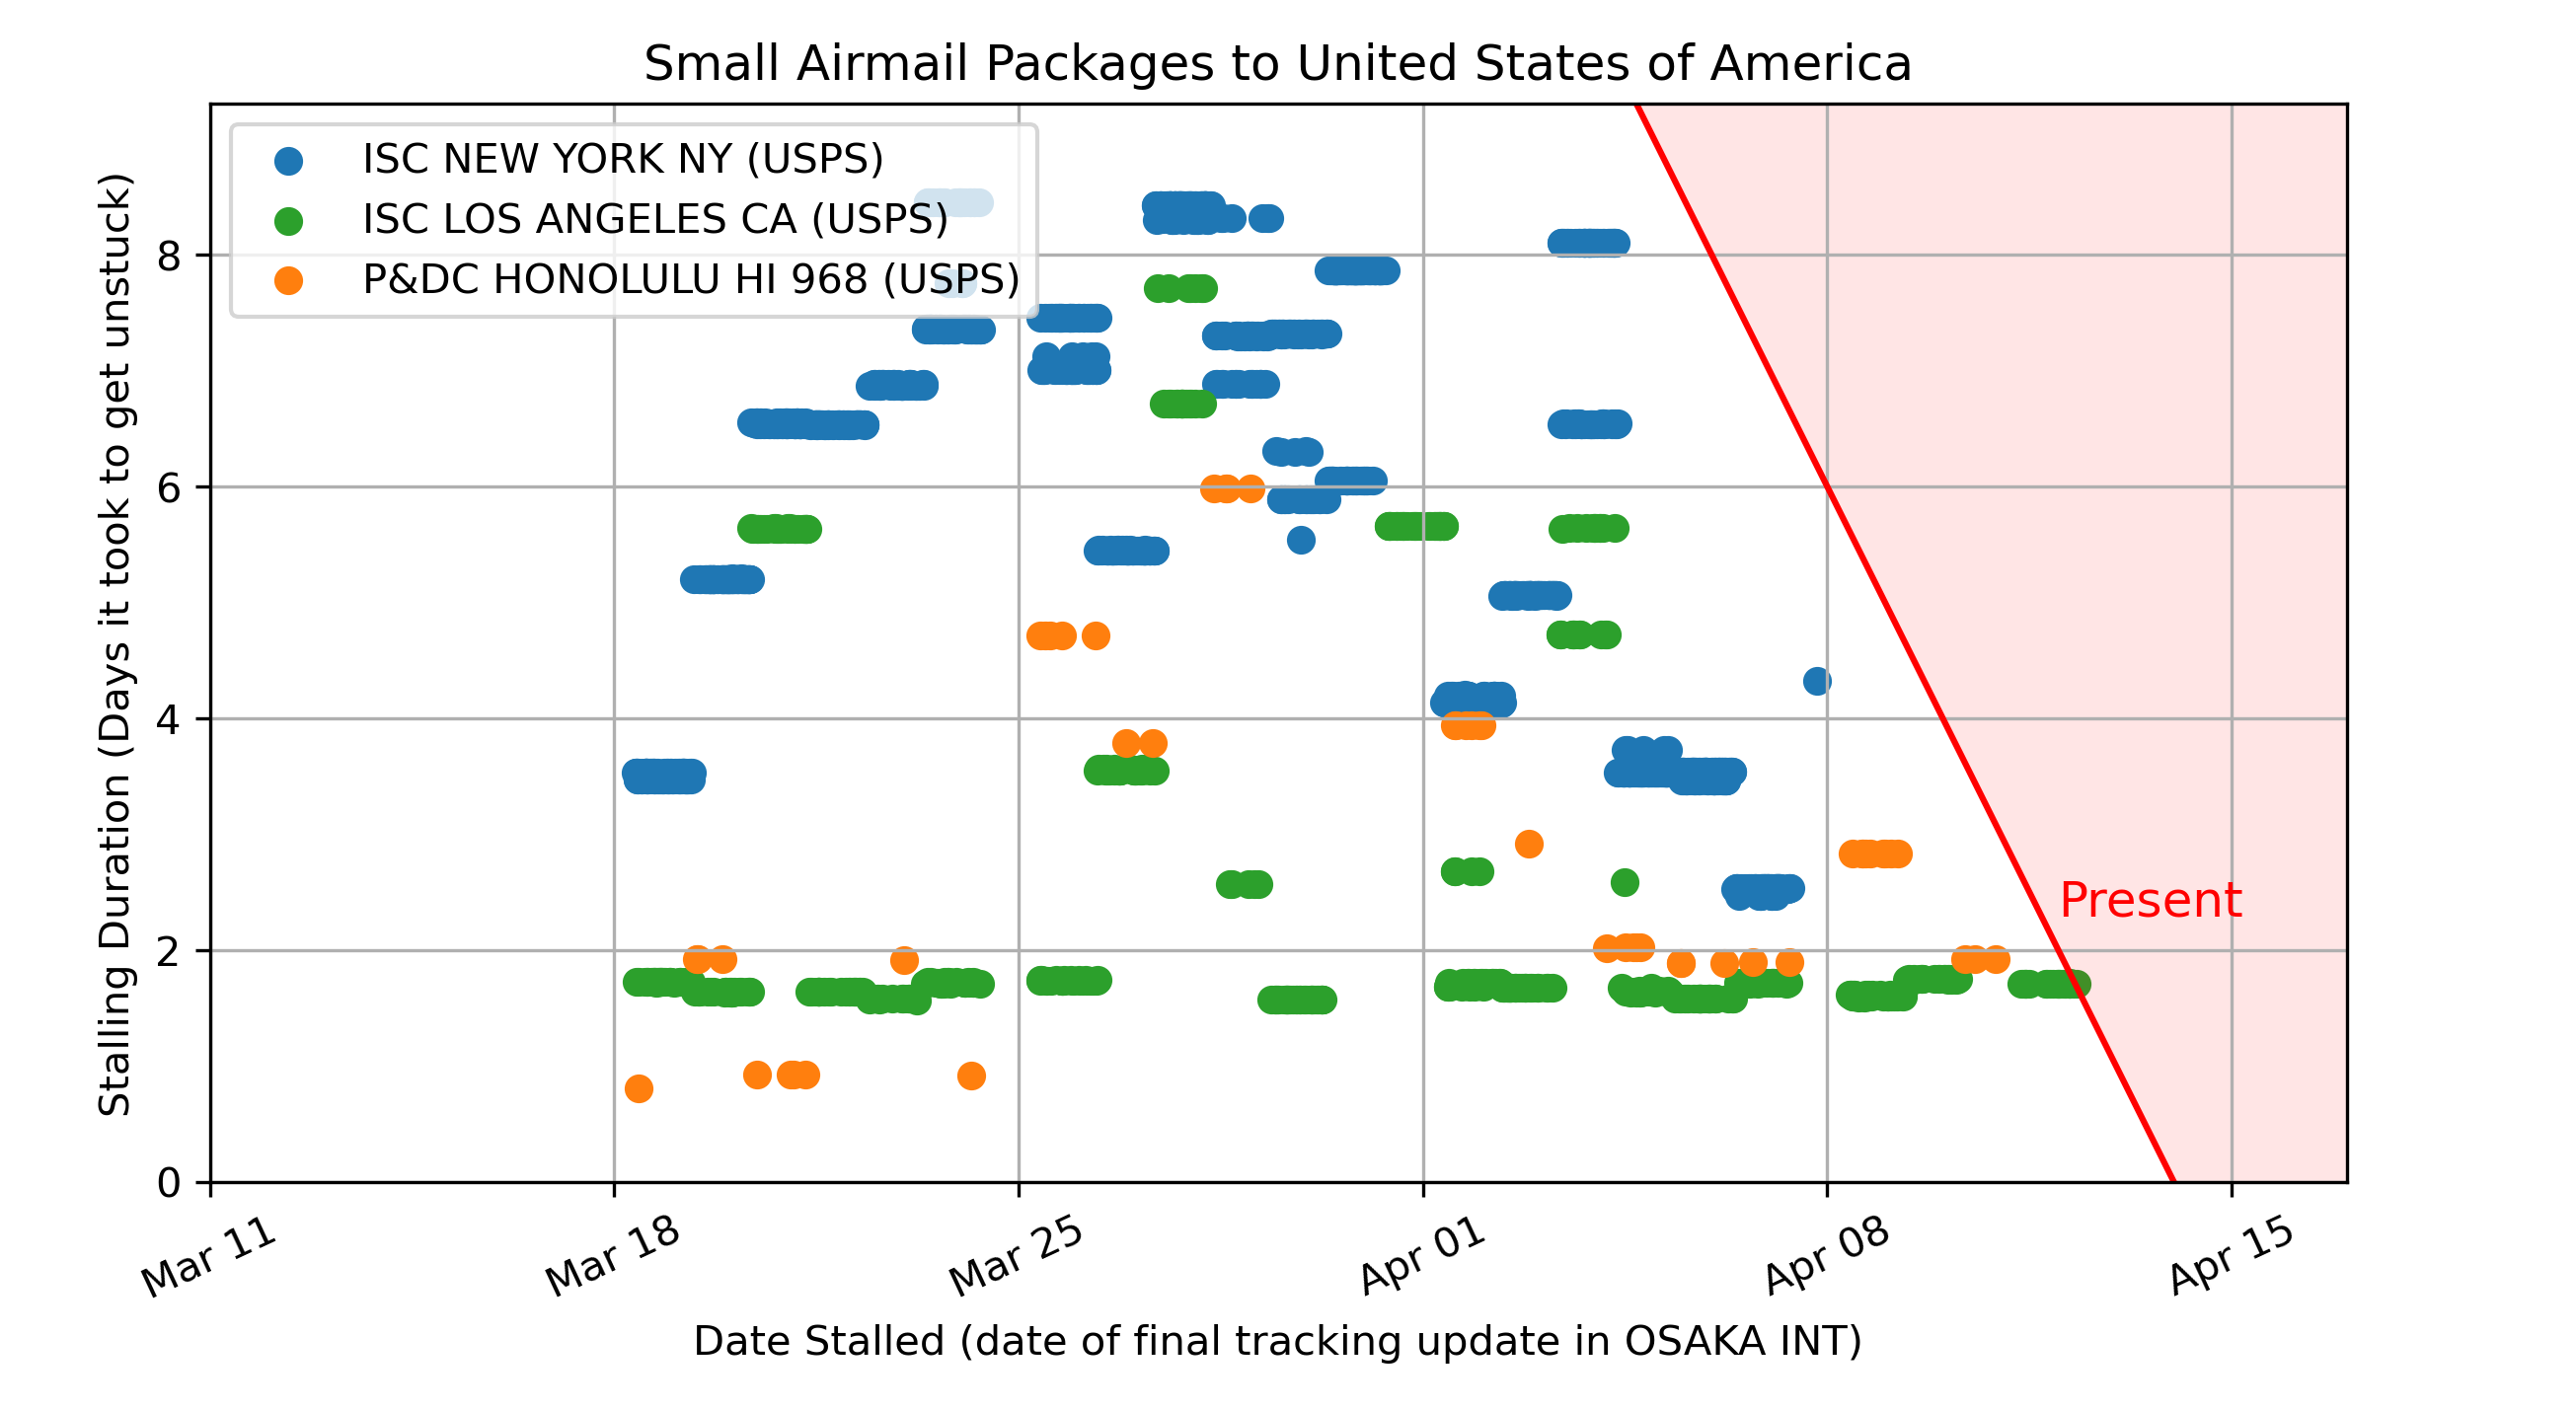 Small Airmail Packages to United States of America
ISC NEW YORK NY (USPS)
ISC LOS ANGELES CA (USPS)
P&DC HONOLULU HI 968 (USPS)
Stalling Duration (Days it took to get unstuck)
8
6
4
2
0
Present
Mar 11
Mar 18
Mar 25
Apr 01
Apr 08
Apr 15
Date Stalled (date of final tracking update in OSAKA INT)